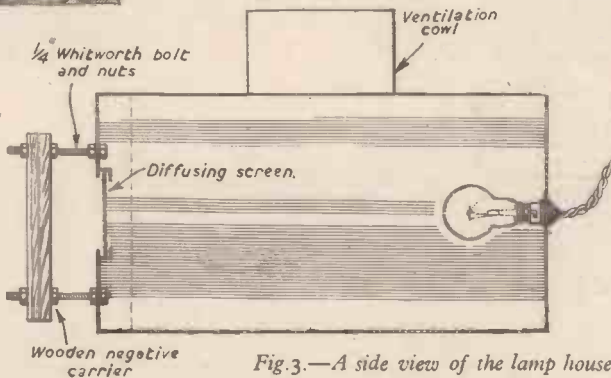 Ventilation
cowl
¼" Whitworth bolt
and nuts
Diffusing screen.
Wooden negative
carrier
Fig.3.—A side view of the lamp house